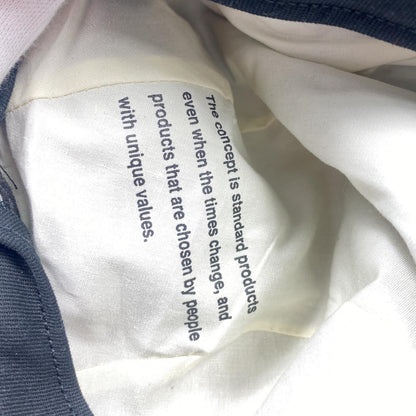 The concept is standard products
even when the times change, and
products that are chosen by people
with unique values.